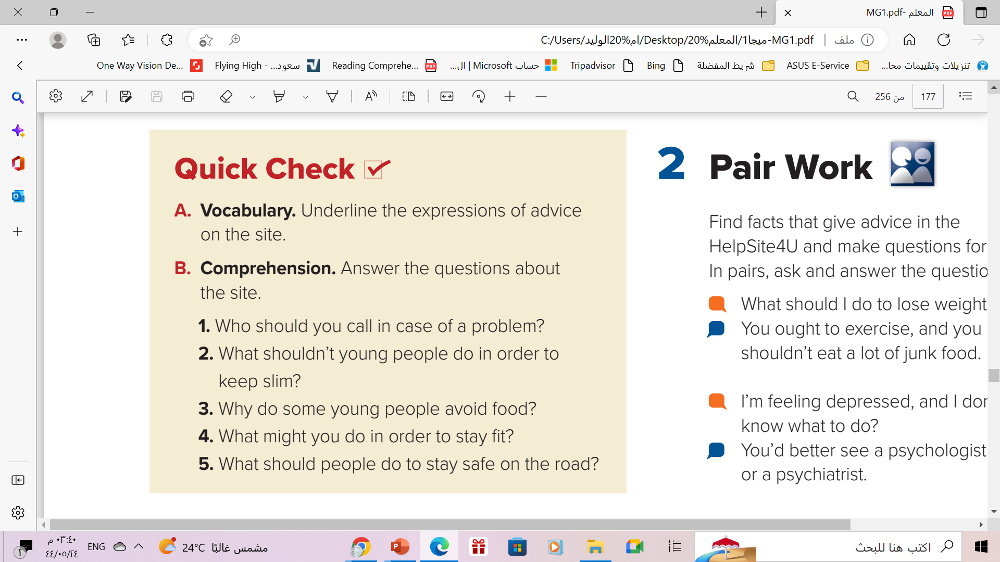 المعلم -MG1.pdf
C:/Users/ام%20الوليد/Desktop/ميجا1/المعلم%20-MG1.pdf
ملف
تنزيلات وتقييمات مجا...
ASUS E-Service
شريط المفضلة
Bing
Tripadvisor
حساب Microsoft | ال...
Reading Comprehe...
Flying High - سعود...
One Way Vision De...
177
من 256
Quick Check
A. Vocabulary. Underline the expressions of advice
on the site.
B. Comprehension. Answer the questions about
the site.
1. Who should you call in case of a problem?
2. What shouldn't young people do in order to
keep slim?
3. Why do some young people avoid food?
4. What might you do in order to stay fit?
5. What should people do to stay safe on the road?
2 Pair Work
Find facts that give advice in the
HelpSite4U and make questions for
In pairs, ask and answer the questio
What should I do to lose weight
You ought to exercise, and you
shouldn't eat a lot of junk food.
I'm feeling depressed, and I don
know what to do?
You'd better see a psychologist
or a psychiatrist.
٠٣:٤٠ م
٤٤/٠٥/٢٤
ENG
24°C مشمس غالبًا
اكتب هنا للبحث